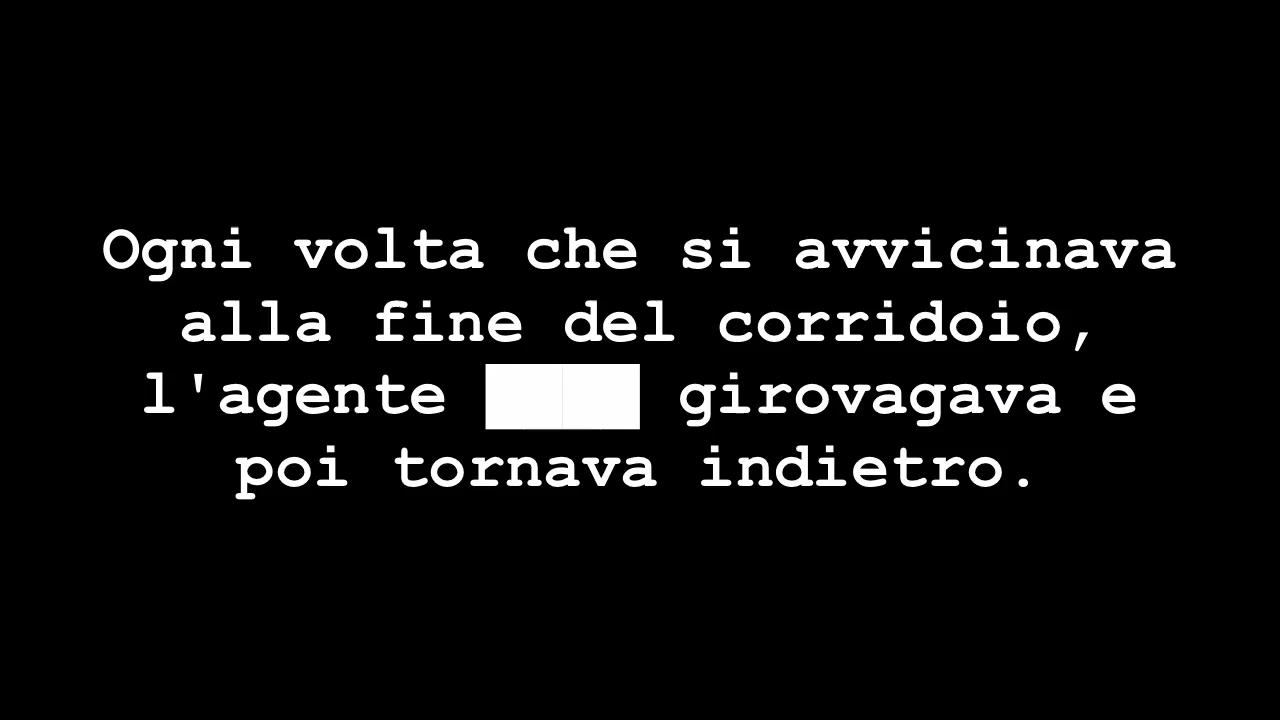 Ogni volta che si avvicinava
alla fine del corridoio,
l'agente ████ girovagava e
poi tornava indietro.